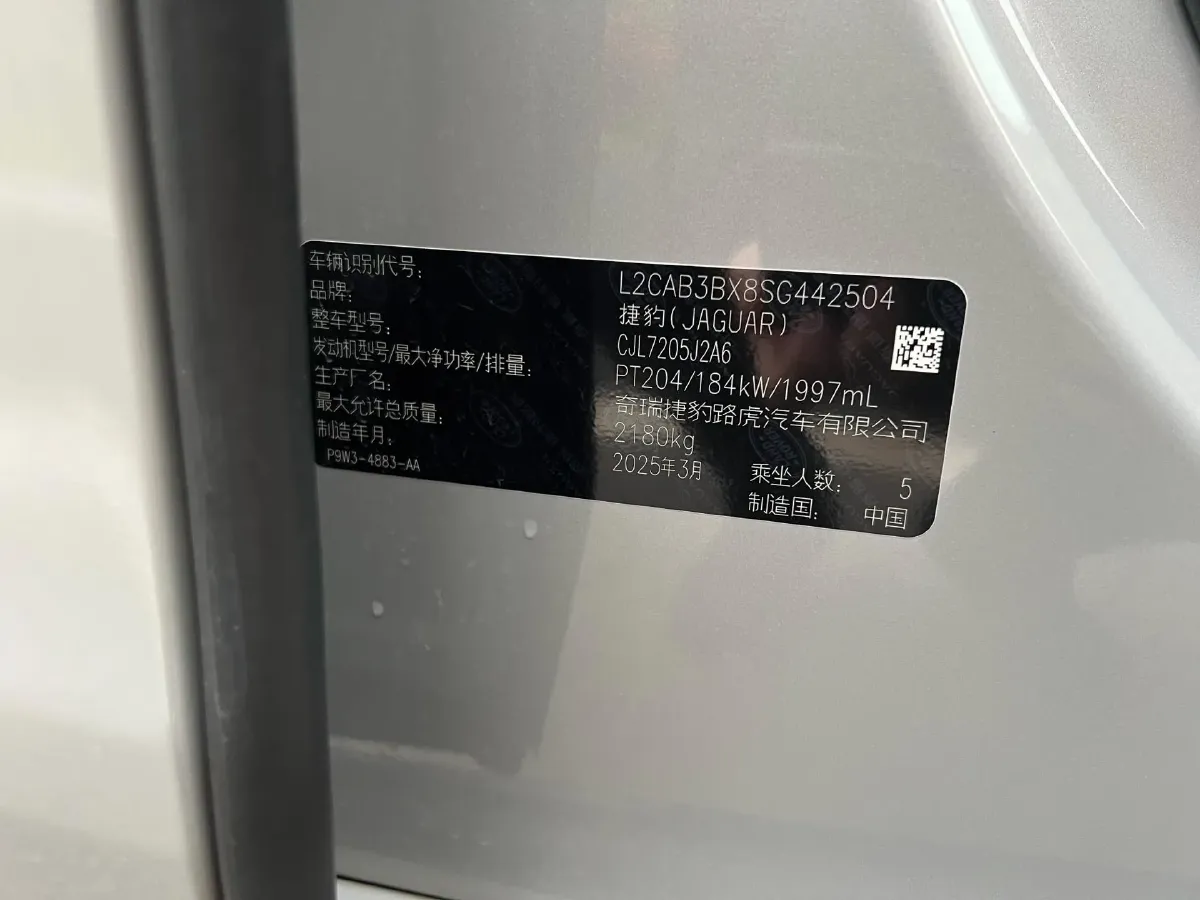 车辆识别代号: L2CAB3BX8SG442504
品牌: 捷豹(JAGUAR)
整车型号: CJL7205J2A6
发动机型号/最大净功率/排量: PT204/184kW/1997mL
生产厂名: 奇瑞捷豹路虎汽车有限公司
最大允许总质量: 2180kg
制造年月: 2025年3月 乘坐人数: 5
P9W3-4883-AA 制造国: 中国